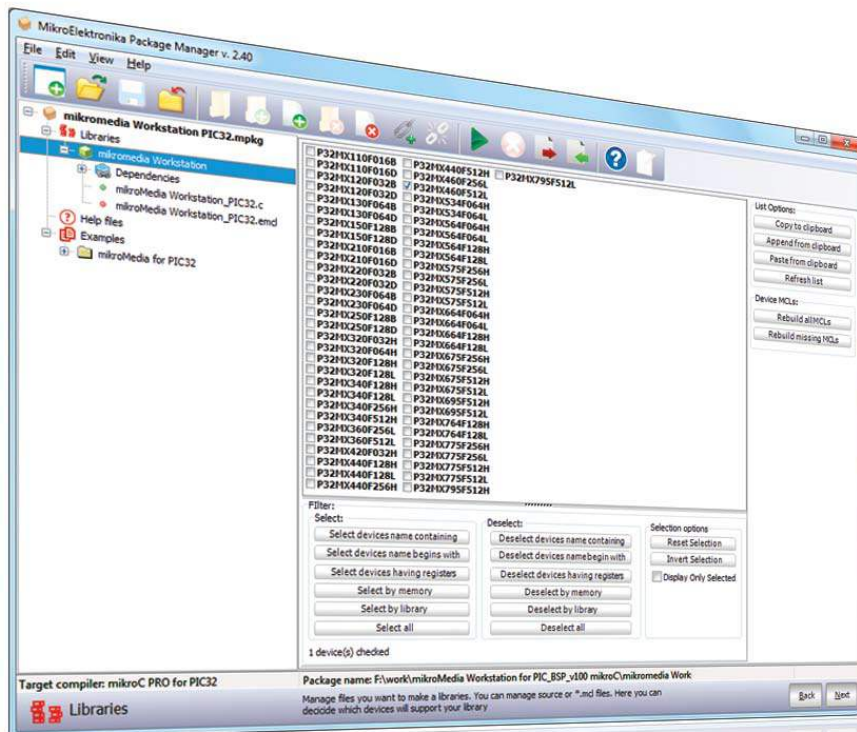 MikroElektronika Package Manager v. 2.40
File Edit View Help
mikromedia Workstation PIC32.mpkg
Libraries
mikromedia Workstation
Dependencies
mikroMedia Workstation_PIC32.c
mikroMedia Workstation_PIC32.emcl
Help files
Examples
mikroMedia for PIC32
P32MX110F016B
P32MX110F016D
P32MX120F032B
P32MX120F032D
P32MX130F064B
P32MX130F064D
P32MX150F128B
P32MX150F128D
P32MX210F016B
P32MX210F016D
P32MX220F032B
P32MX220F032D
P32MX230F064B
P32MX230F064D
P32MX250F128B
P32MX250F128D
P32MX320F032H
P32MX320F064H
P32MX320F128H
P32MX320F128L
P32MX340F128H
P32MX340F128L
P32MX340F256H
P32MX340F512H
P32MX360F256L
P32MX360F512L
P32MX420F032H
P32MX440F128H
P32MX440F128L
P32MX440F256H
P32MX440F512H
P32MX460F256L
P32MX460F512L
P32MX534F064H
P32MX534F064L
P32MX564F064H
P32MX564F064L
P32MX564F128H
P32MX564F128L
P32MX575F256H
P32MX575F256L
P32MX575F512H
P32MX575F512L
P32MX664F064H
P32MX664F064L
P32MX664F128H
P32MX664F128L
P32MX675F256H
P32MX675F256L
P32MX675F512H
P32MX675F512L
P32MX695F512H
P32MX695F512L
P32MX764F128H
P32MX764F128L
P32MX775F256H
P32MX775F256L
P32MX775F512H
P32MX775F512L
P32MX795F512H
P32MX795F512L
List Options:
Copy to clipboard
Append from clipboard
Paste from clipboard
Refresh list
Device MCLs:
Rebuild all MCLs
Rebuild missing MCLs
Filter:
Select:
Select devices name containing
Select devices name begins with
Select devices having registers
Select by memory
Select by library
Select all
Deselect:
Deselect devices name containing
Deselect devices name begin with
Deselect devices having registers
Deselect by memory
Deselect by library
Deselect all
Selection options
Reset Selection
Invert Selection
Display Only Selected
1 device(s) checked
Target compiler: mikroC PRO for PIC32
Package name: F:\work\mikroMedia Workstation for PIC_BSP_v100 mikroC\mikromedia Work
Libraries
Manage files you want to make a libraries. You can manage source or *.mcl files. Here you can
decicide which devices will support your library
Back Next